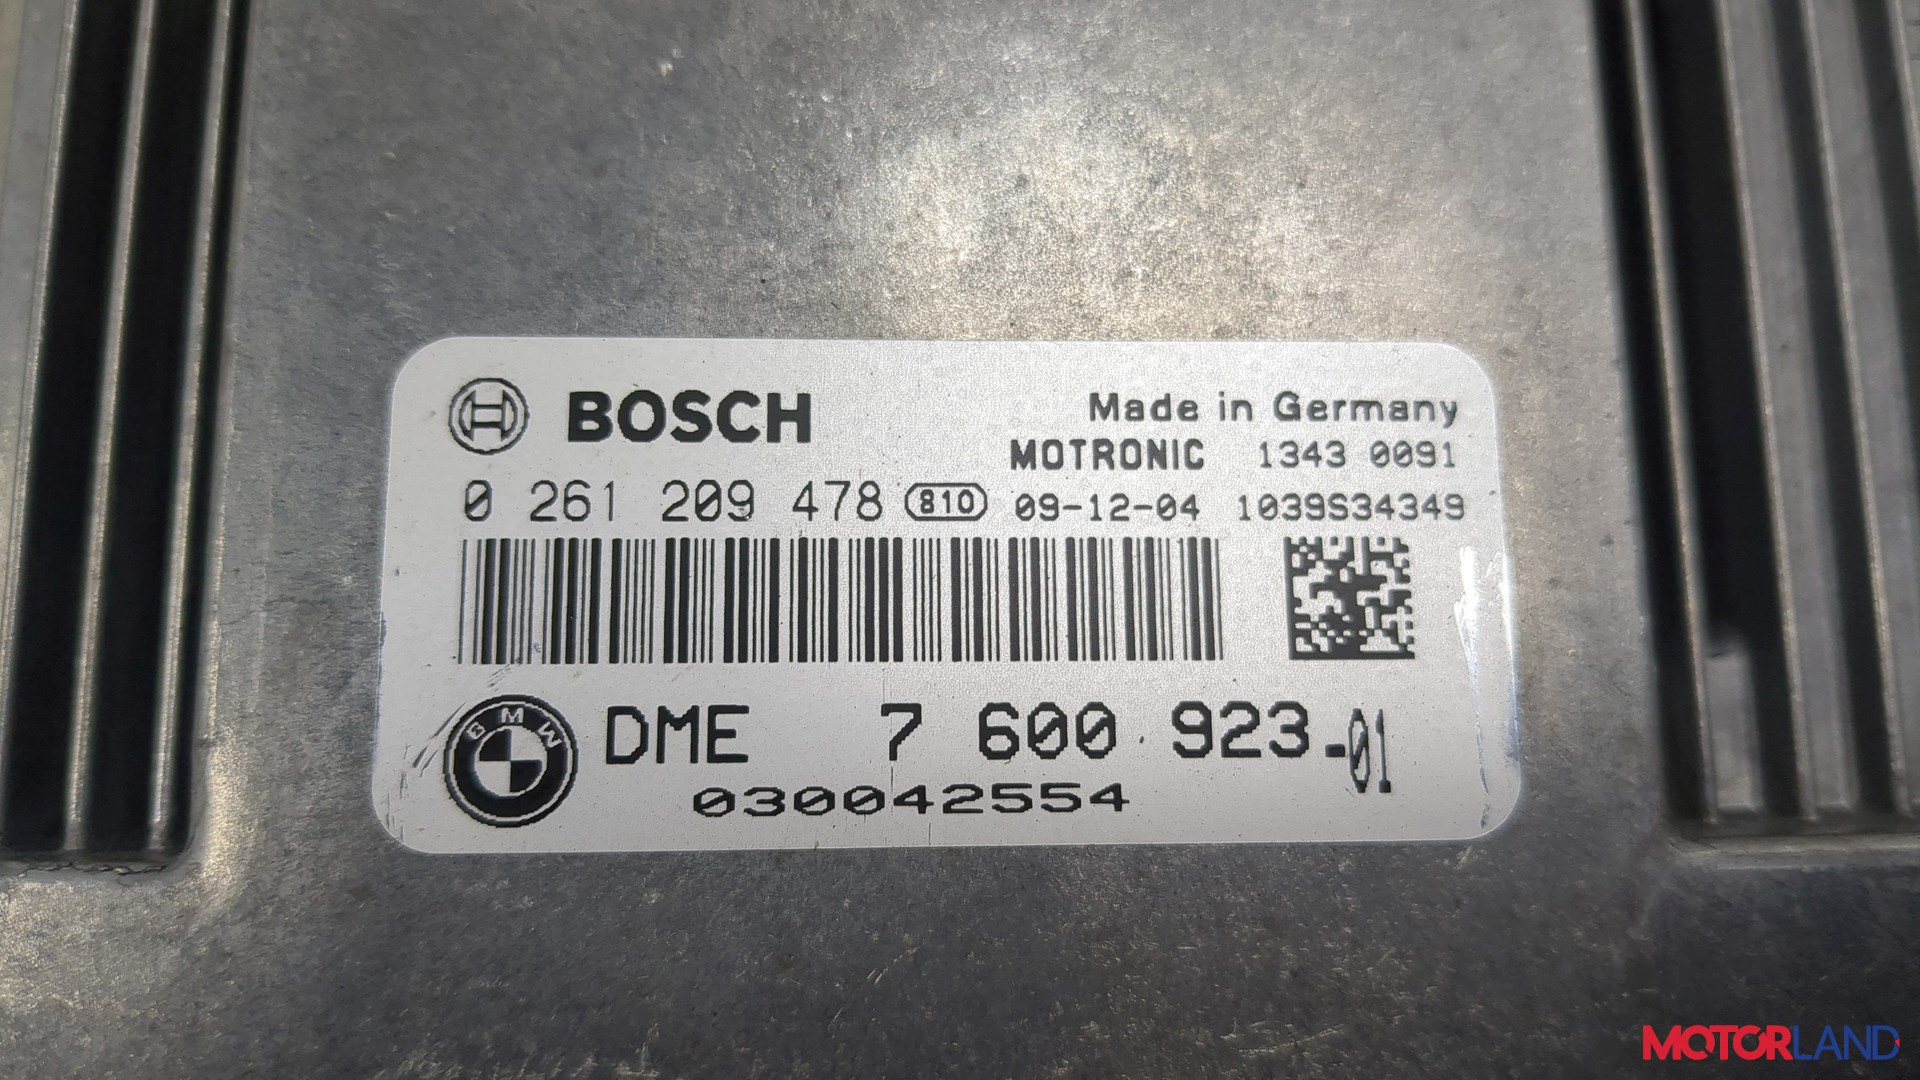 BOSCH
Made in Germany
MOTRONIC 1343 0091
0 261 209 478 810 09-12-04 1039S34349
BMW DME 7 600 923-01
030042554
MOTORLAND